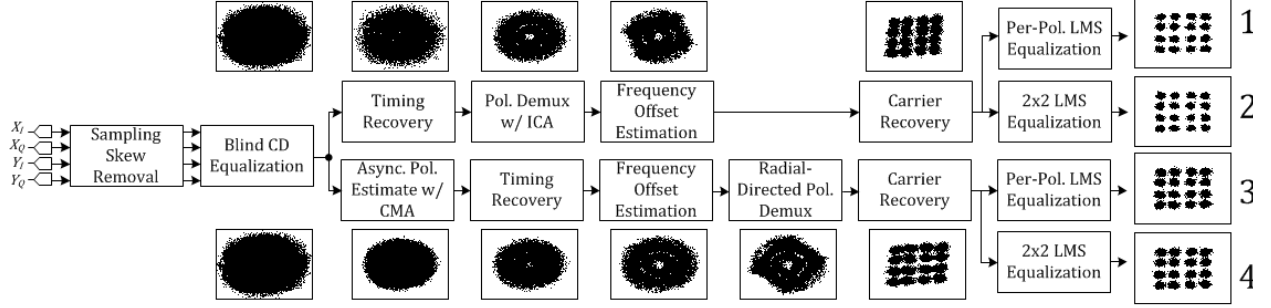 X_I
X_Q
Y_I
Y_Q
Sampling
Skew
Removal
Blind CD
Equalization
Timing
Recovery
Pol. Demux
w/ ICA
Frequency
Offset
Estimation
Carrier
Recovery
Per-Pol. LMS
Equalization
1
2x2 LMS
Equalization
2
Async. Pol.
Estimate w/
CMA
Timing
Recovery
Frequency
Offset
Estimation
Radial-
Directed Pol.
Demux
Carrier
Recovery
Per-Pol. LMS
Equalization
3
2x2 LMS
Equalization
4